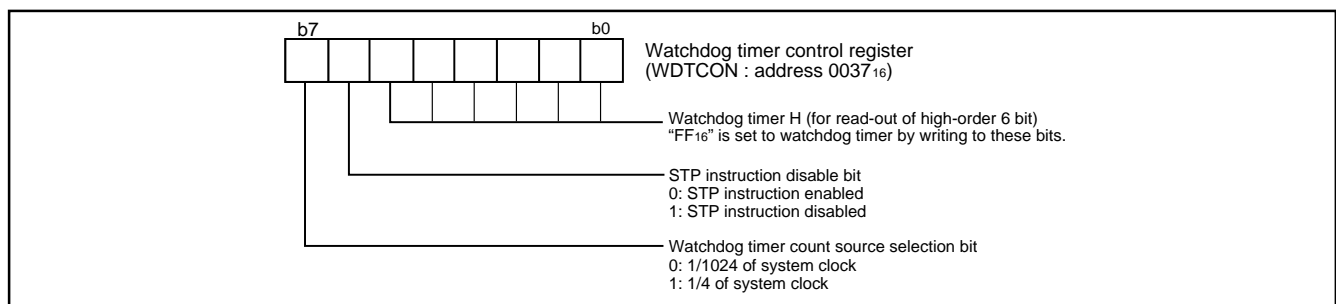 b7 b0
Watchdog timer control register
(WDTCON : address 0037₁₆)
Watchdog timer H (for read-out of high-order 6 bit)
“FF₁₆” is set to watchdog timer by writing to these bits.
STP instruction disable bit
0: STP instruction enabled
1: STP instruction disabled
Watchdog timer count source selection bit
0: 1/1024 of system clock
1: 1/4 of system clock